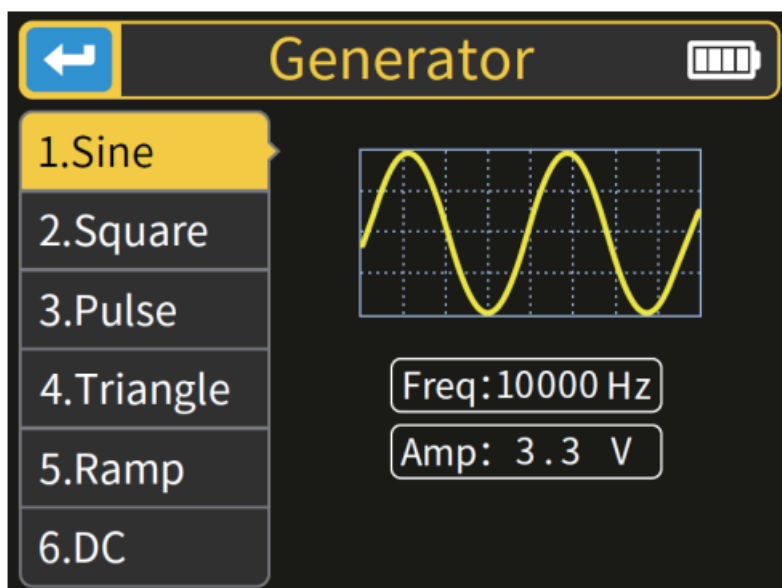 Generator
1.Sine
2.Square
3.Pulse
4.Triangle
5.Ramp
6.DC
Freq:10000 Hz
Amp: 3.3 V